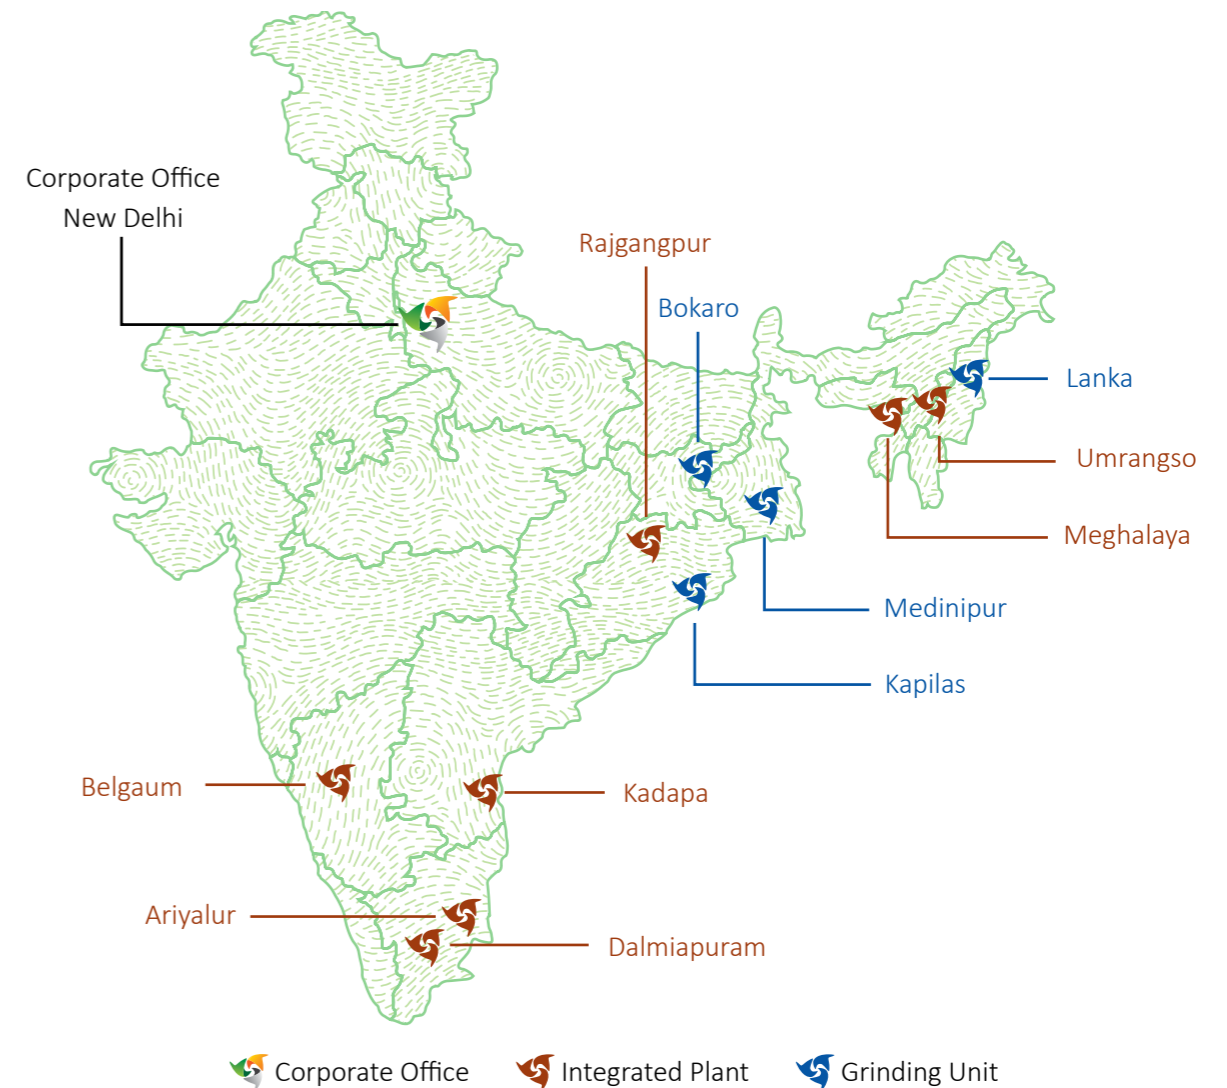 Corporate Office
New Delhi
Rajgangpur
Bokaro
Lanka
Umrangso
Meghalaya
Medinipur
Kapilas
Belgaum
Kadapa
Ariyalur
Dalmiapuram
Corporate Office Integrated Plant Grinding Unit